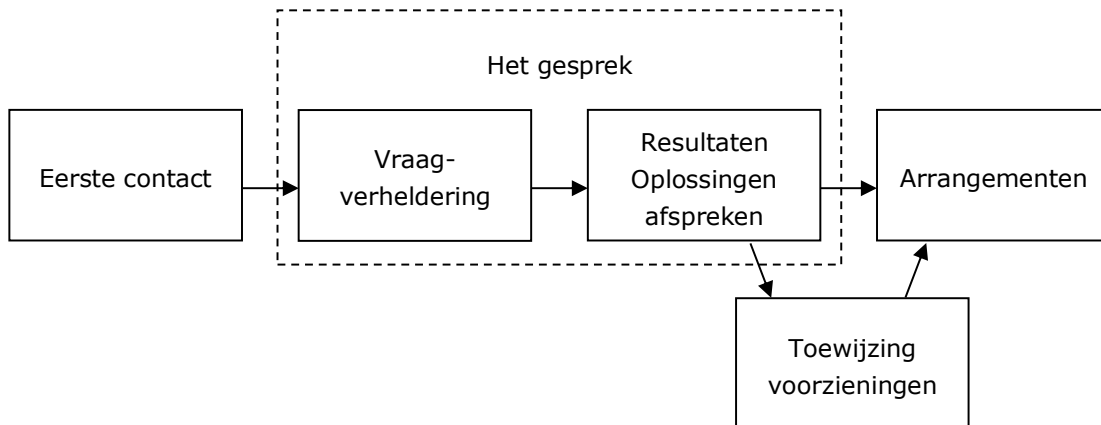 Het gesprek
Eerste contact
Vraag-
verheldering
Resultaten
Oplossingen
afspreken
Arrangementen
Toewijzing
voorzieningen